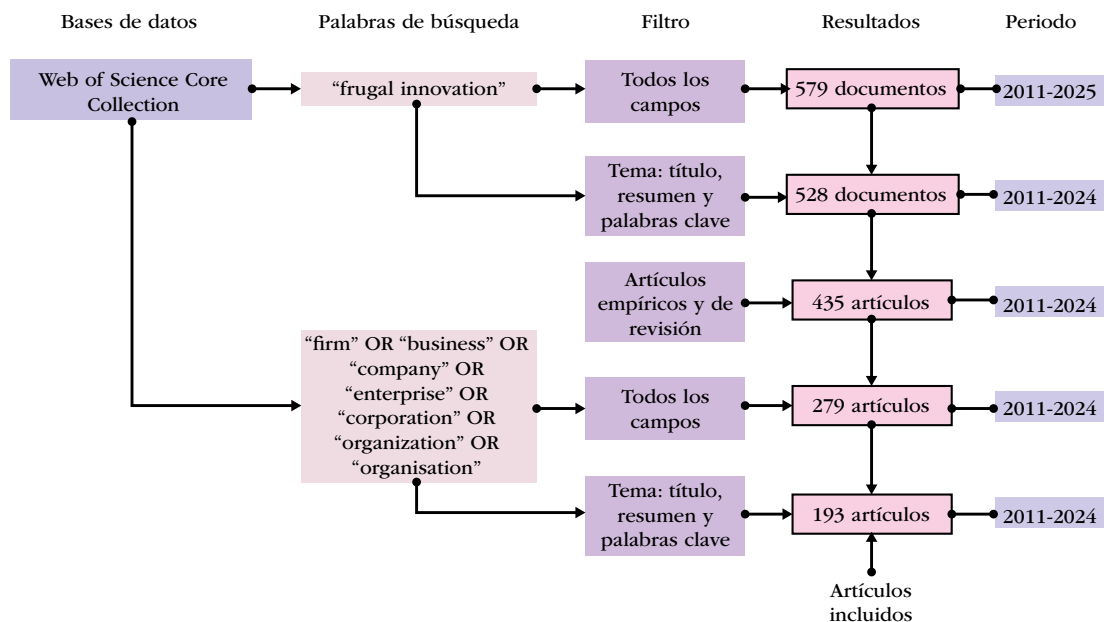 Bases de datos
Palabras de búsqueda
Filtro
Resultados
Periodo
Web of Science Core
Collection
“frugal innovation”
Todos los
campos
579 documentos
2011-2025
Tema: título,
resumen y
palabras clave
528 documentos
2011-2024
Artículos
empíricos y de
revisión
435 artículos
2011-2024
“firm” OR “business” OR
“company” OR
“enterprise” OR
“corporation” OR
“organization” OR
“organisation”
Todos los
campos
279 artículos
2011-2024
Tema: título,
resumen y
palabras clave
193 artículos
2011-2024
Artículos
incluidos